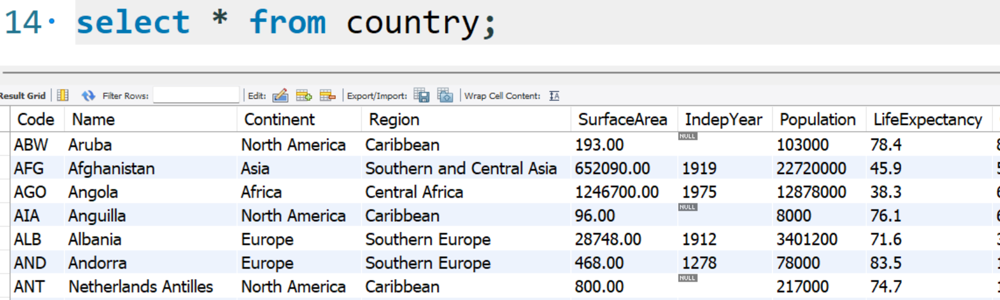 14 select * from country;
Result Grid Filter Rows: Edit: Export/Import: Wrap Cell Content:
Code Name Continent Region SurfaceArea IndepYear Population LifeExpectancy
ABW Aruba North America Caribbean 193.00 NULL 103000 78.4
AFG Afghanistan Asia Southern and Central Asia 652090.00 1919 22720000 45.9
AGO Angola Africa Central Africa 1246700.00 1975 12878000 38.3
AIA Anguilla North America Caribbean 96.00 NULL 8000 76.1
ALB Albania Europe Southern Europe 28748.00 1912 3401200 71.6
AND Andorra Europe Southern Europe 468.00 1278 78000 83.5
ANT Netherlands Antilles North America Caribbean 800.00 NULL 217000 74.7